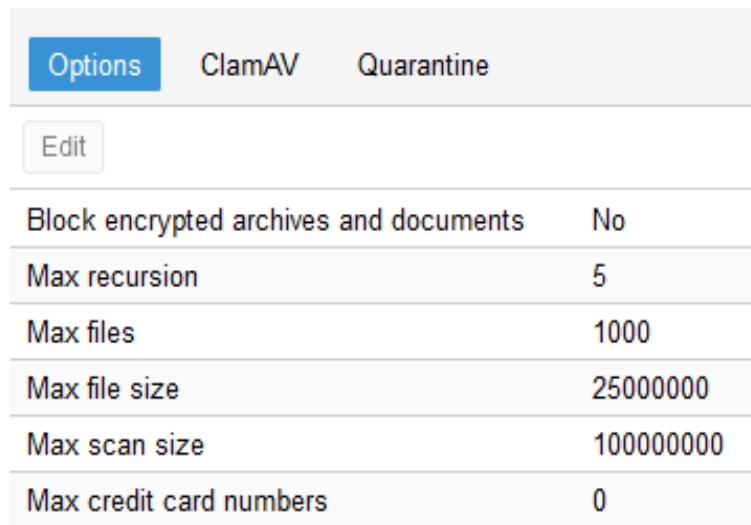 Options ClamAV Quarantine
Edit
Block encrypted archives and documents No
Max recursion 5
Max files 1000
Max file size 25000000
Max scan size 100000000
Max credit card numbers 0